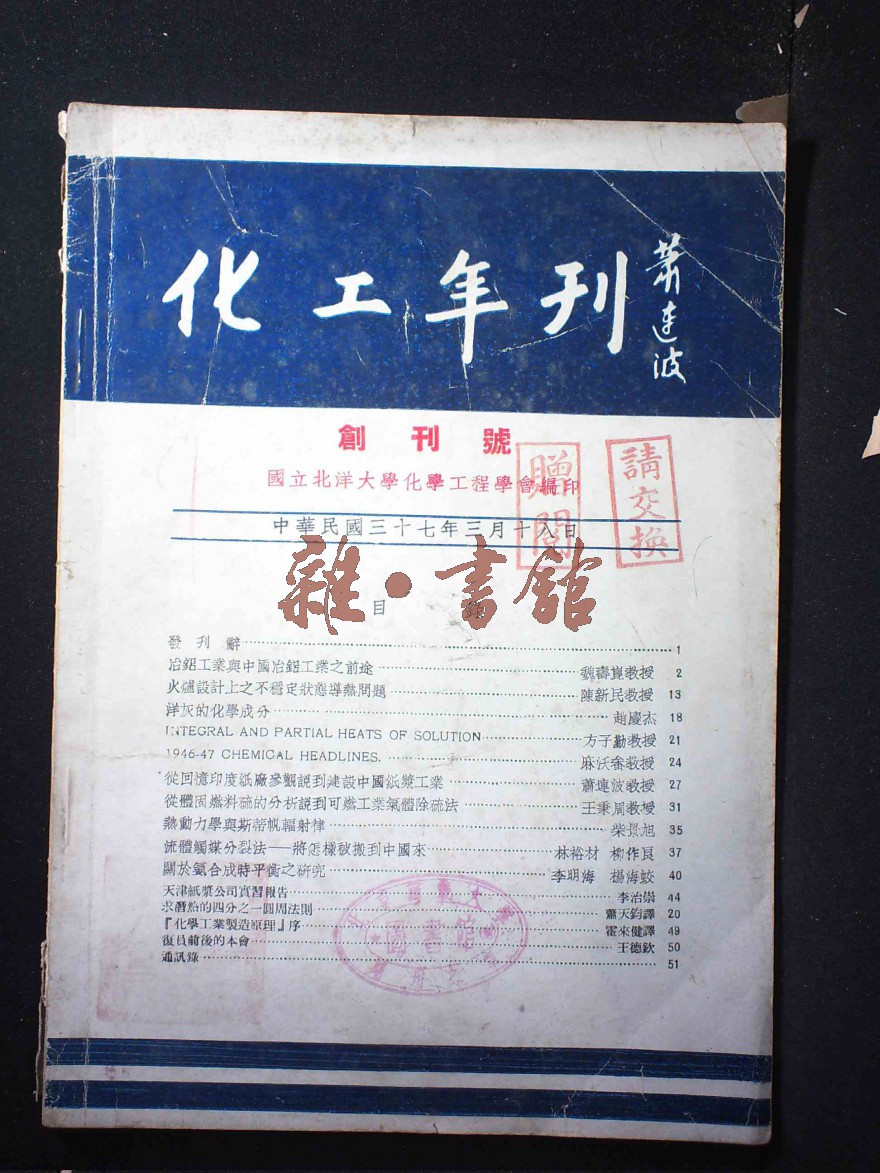 化工年刊
蕭連波
創刊號
國立北洋大學化學工程學會編印
贈閱
請交換
中華民國三十七年三月十八日
雜·書館
目 錄
發刊辭 1
冶鋁工業與中國冶鋁工業之前途 魏壽崑教授 2
火爐設計上之不穩定狀態導熱問題 陳新民教授 13
洋灰的化學成分 趙慶杰 18
INTEGRAL AND PARTIAL HEATS OF SOLUTION 方子勤教授 21
1946-47 CHEMICAL HEADLINES. 麻沃畬教授 24
從回憶印度紙廠參觀說到建設中國紙漿工業 蕭連波教授 27
從體固燃料硫的分析說到可燃工業氣體除硫法 王秉周教授 31
熱動力學與斯蒂帆輻射律 柴景旭 35
流體觸媒分裂法——將怎樣被搬到中國來 林裕材 柳作良 37
關於氨合成時平衡之研究 李明海 楊海蛟 40
天津紙漿公司實習報告 李治崇 44
求潛熱的四分之一圓周法則 蕭天鈞譯 20
『化學工業製造原理』序 霍來健譯 49
復員前後的本會 王德欽 50
通訊錄 51
圖書館